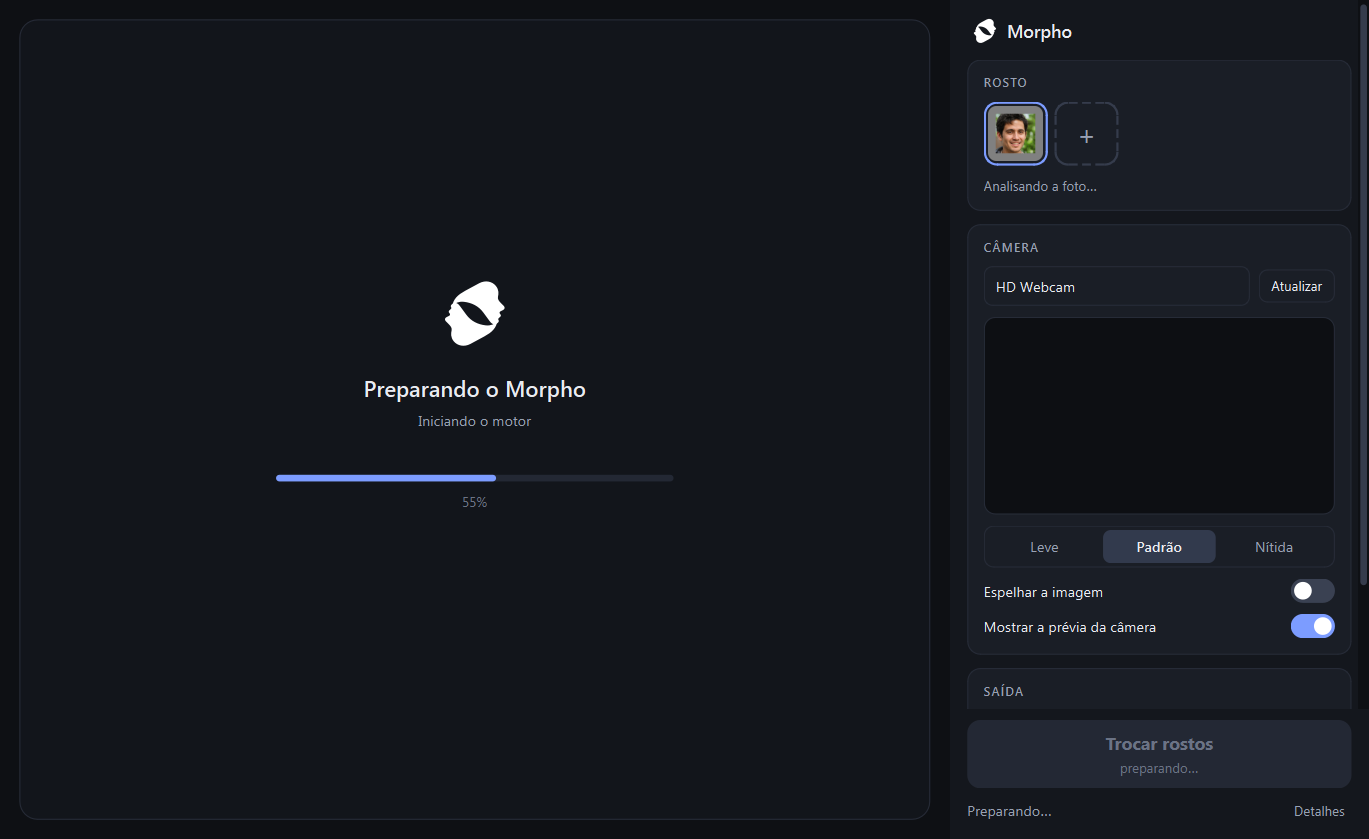 Preparando o Morpho
Iniciando o motor
55%
Morpho
ROSTO
+
Analisando a foto...
CÂMERA
HD Webcam
Atualizar
Leve
Padrão
Nítida
Espelhar a imagem
Mostrar a prévia da câmera
SAÍDA
Trocar rostos
preparando...
Preparando...
Detalhes